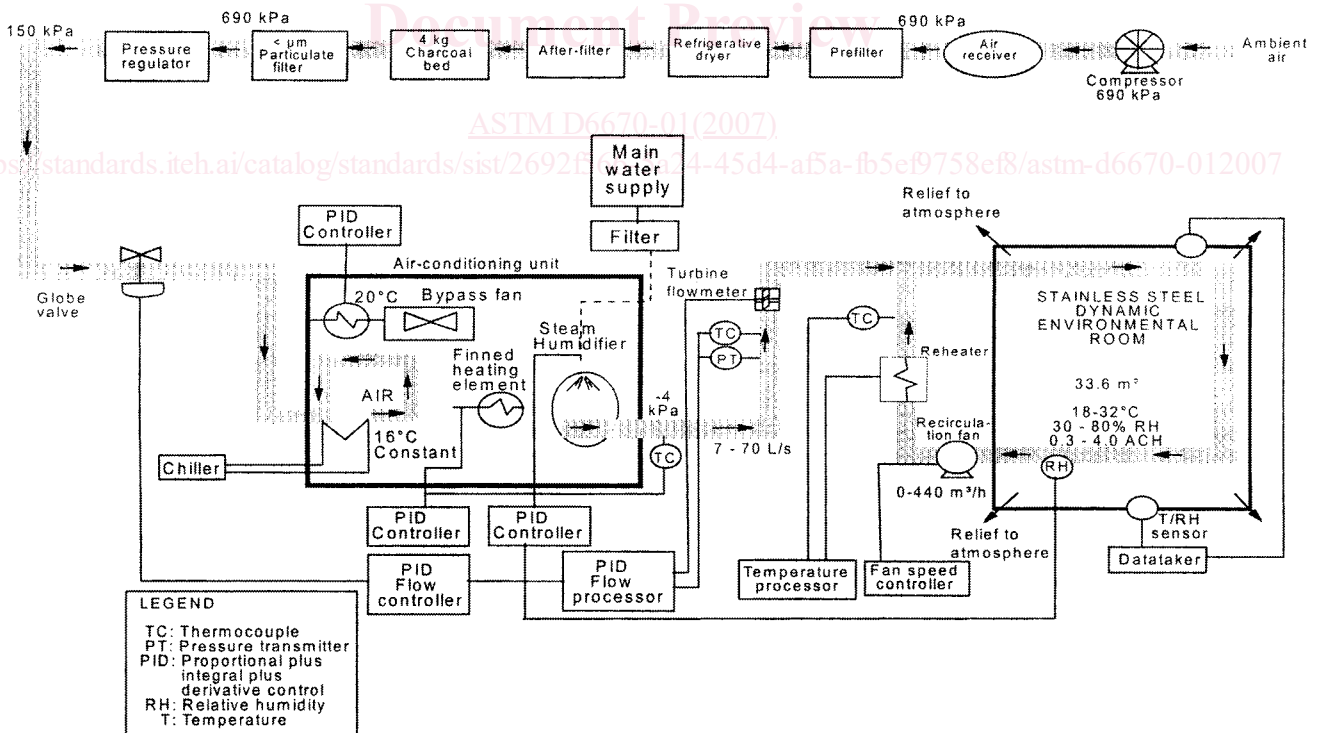 Document Preview
150 kPa
690 kPa
690 kPa
Pressure
regulator
< µm
Particulate
filter
4 kg
Charcoal
bed
After-filter
Refrigerative
dryer
Prefilter
Air
receiver
Compressor
690 kPa
Ambient
air
ASTM D6670-01(2007)
standards.iteh.ai/catalog/standards/sist/2692f
24-45d4-af5a-fb5ef9758ef8/astm-d6670-012007
Main
water
supply
Filter
PID
Controller
Globe
valve
Air-conditioning unit
20°C
Bypass fan
Steam
Humidifier
Finned
heating
element
AIR
16°C
Constant
Chiller
-4
kPa
TC
7 - 70 L/s
Turbine
flowmeter
TC
PT
TC
Reheater
Recircula-
tion fan
0-440 m³/h
RH
Relief to
atmosphere
STAINLESS STEEL
DYNAMIC
ENVIRONMENTAL
ROOM
33.6 m³
18-32°C
30 - 80% RH
0.3 - 4.0 ACH
Relief to
atmosphere
T/RH
sensor
Datataker
PID
Controller
PID
Controller
PID
Flow
controller
PID
Flow
processor
Temperature
processor
Fan speed
controller
LEGEND
TC: Thermocouple
PT: Pressure transmitter
PID: Proportional plus
integral plus
derivative control
RH: Relative humidity
T: Temperature